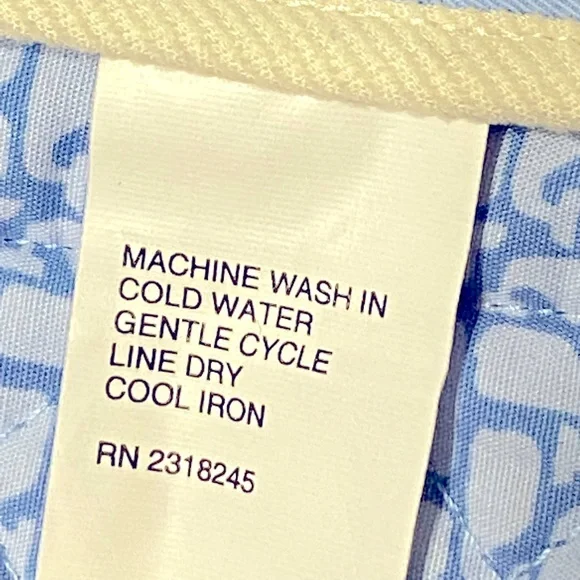 MACHINE WASH IN
COLD WATER
GENTLE CYCLE
LINE DRY
COOL IRON
RN 2318245